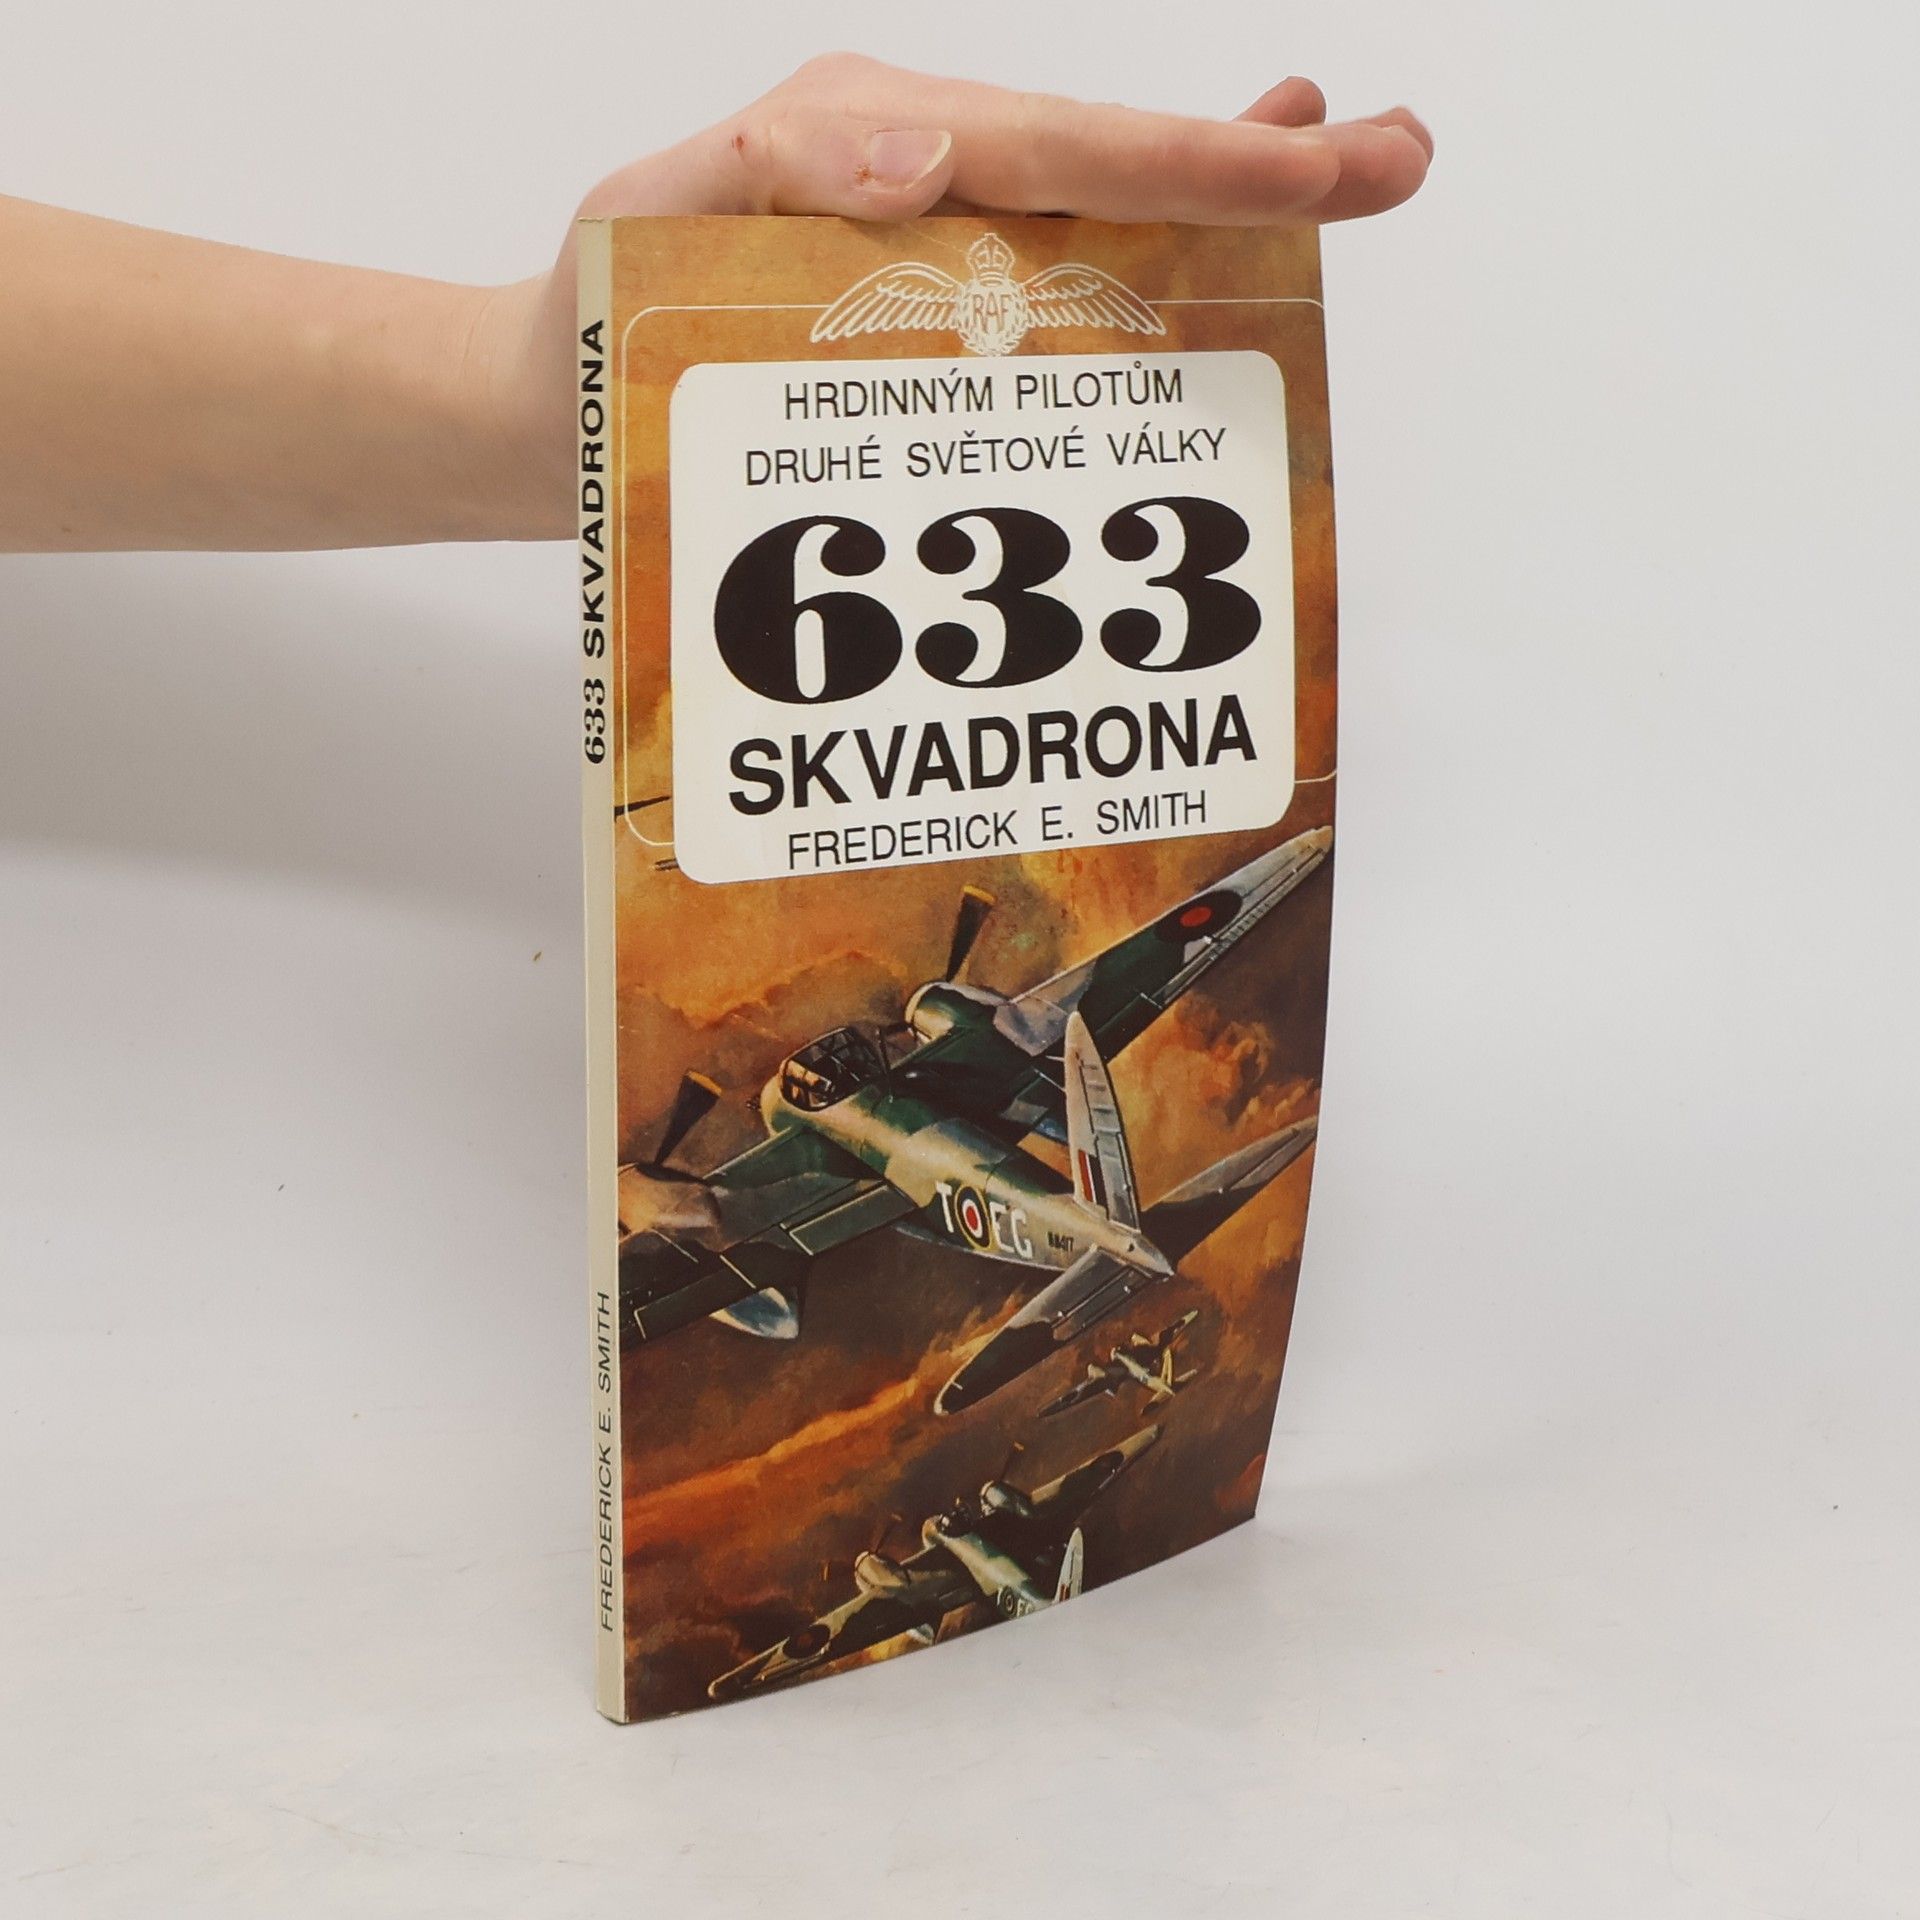 RAF
HRDINNÝM PILOTŮM
DRUHÉ SVĚTOVÉ VÁLKY
633
SKVADRONA
FREDERICK E. SMITH
633 SKVADRONA
FREDERICK E. SMITH
T EG